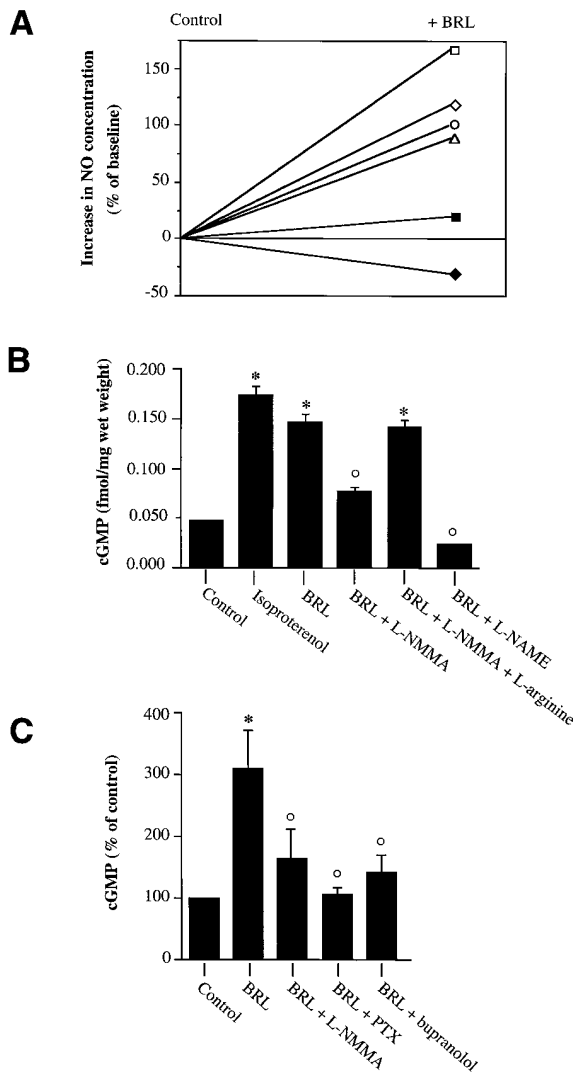 A
Control
+ BRL
Increase in NO concentration
(% of baseline)
150
100
50
0
-50
B
cGMP (fmol/mg wet weight)
0.200
0.150
0.100
0.050
0.000
*
*
*
Control
Isoproterenol
BRL
BRL + L-NMMA
BRL + L-NMMA + L-arginine
BRL + L-NAME
C
cGMP (% of control)
400
300
200
100
0
*
Control
BRL
BRL + L-NMMA
BRL + PTX
BRL + bupranolol